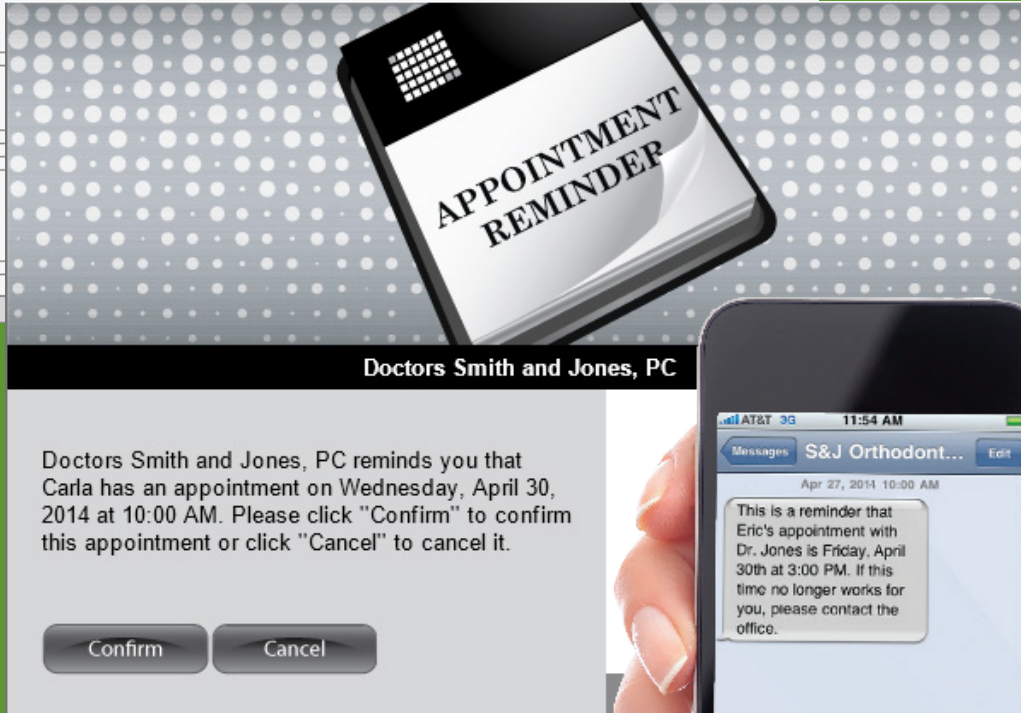 APPOINTMENT
REMINDER
Doctors Smith and Jones, PC
Doctors Smith and Jones, PC reminds you that
Carla has an appointment on Wednesday, April 30,
2014 at 10:00 AM. Please click "Confirm" to confirm
this appointment or click "Cancel" to cancel it.
Confirm
Cancel
AT&T 3G 11:54 AM
Messages S&J Orthodont... Edit
Apr 27, 2014 10:00 AM
This is a reminder that
Eric's appointment with
Dr. Jones is Friday, April
30th at 3:00 PM. If this
time no longer works for
you, please contact the
office.